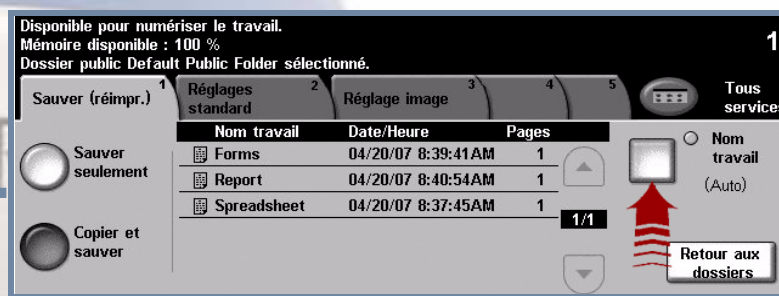 Disponible pour numériser le travail.
Mémoire disponible : 100 %
Dossier public Default Public Folder sélectionné.
1
Sauver (réimpr.) 1
Réglages standard 2
Réglage image 3
4
5
Tous services
Nom travail Date/Heure Pages
Forms 04/20/07 8:39:41AM 1
Report 04/20/07 8:40:54AM 1
Spreadsheet 04/20/07 8:37:45AM 1
Sauver
seulement
Copier et
sauver
1/1
Nom
travail
(Auto)
Retour aux
dossiers